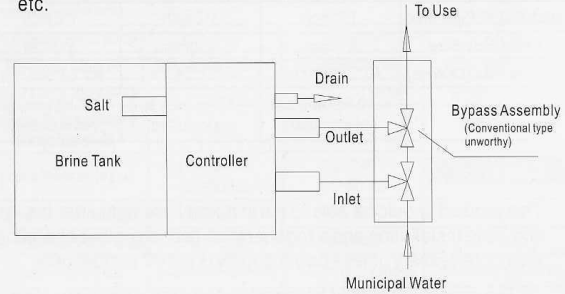 etc.
To Use
Drain
Salt
Bypass Assembly
(Conventional type
unworthy)
Outlet
Brine Tank
Controller
Inlet
Municipal Water